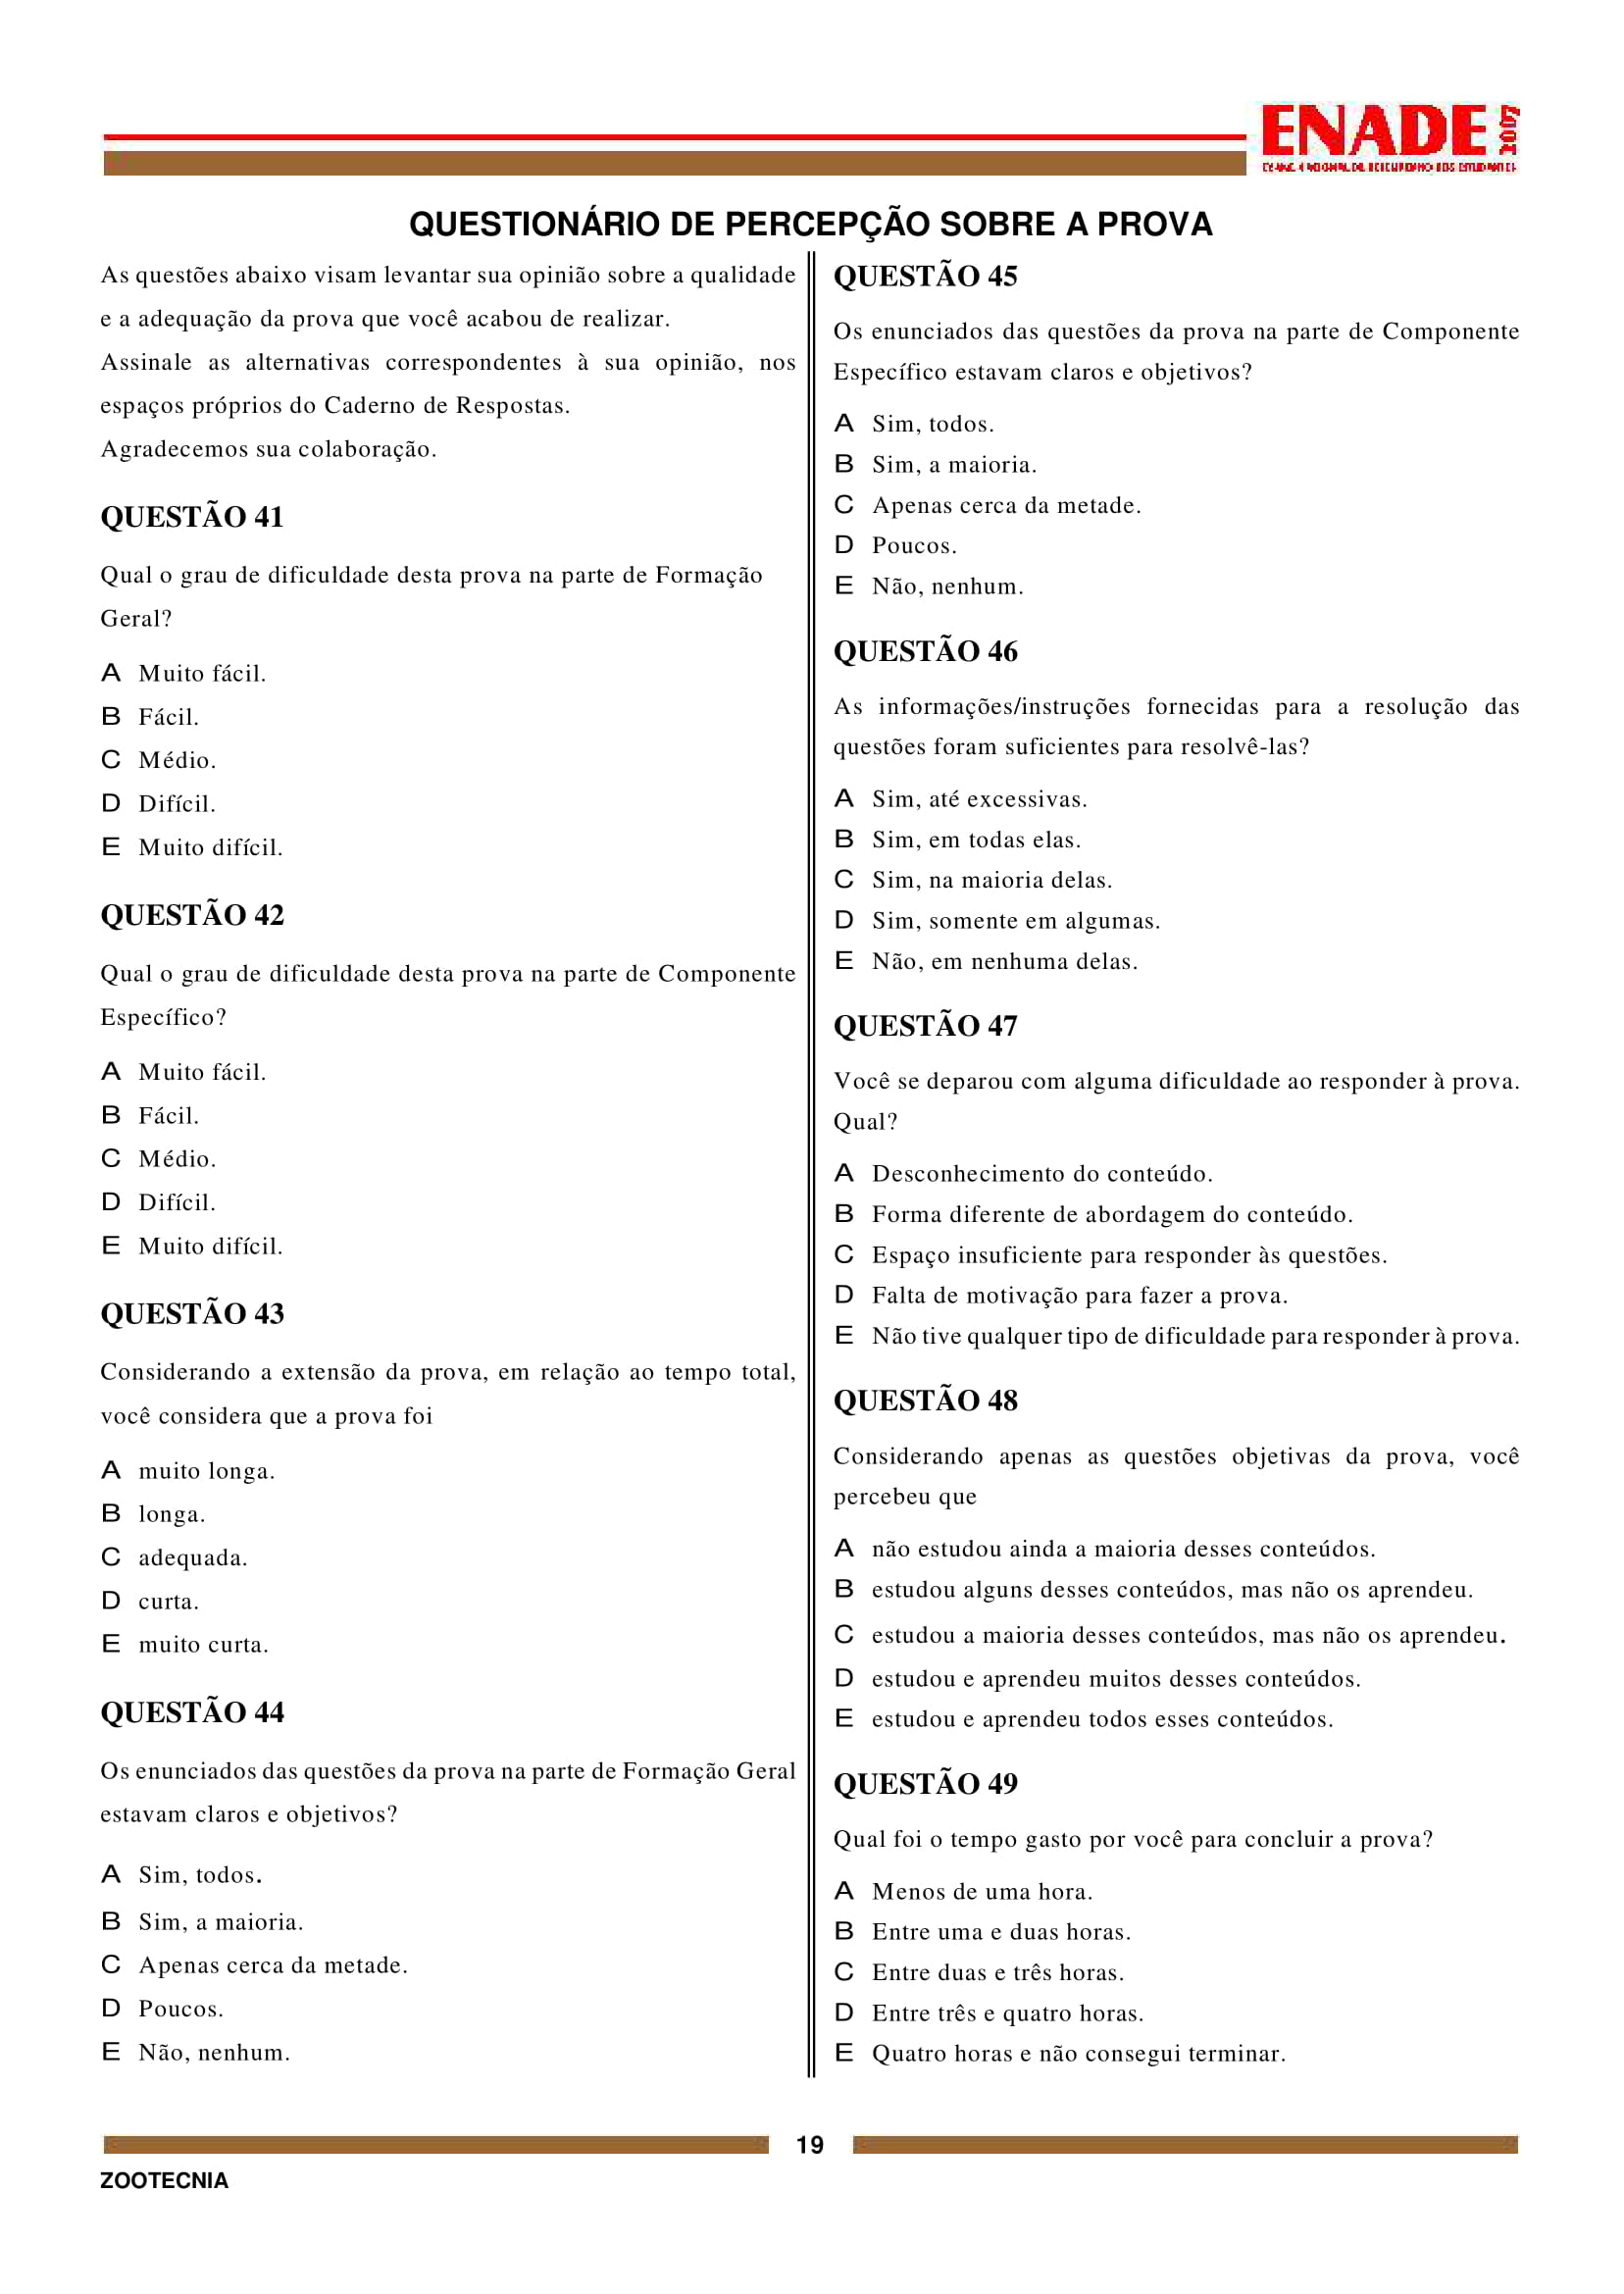 ENADE 2007
QUESTIONÁRIO DE PERCEPÇÃO SOBRE A PROVA
As questões abaixo visam levantar sua opinião sobre a qualidade
e a adequação da prova que você acabou de realizar.
Assinale as alternativas correspondentes à sua opinião, nos
espaços próprios do Caderno de Respostas.
Agradecemos sua colaboração.
QUESTÃO 41
Qual o grau de dificuldade desta prova na parte de Formação
Geral?
A Muito fácil.
B Fácil.
C Médio.
D Difícil.
E Muito difícil.
QUESTÃO 42
Qual o grau de dificuldade desta prova na parte de Componente
Específico?
A Muito fácil.
B Fácil.
C Médio.
D Difícil.
E Muito difícil.
QUESTÃO 43
Considerando a extensão da prova, em relação ao tempo total,
você considera que a prova foi
A muito longa.
B longa.
C adequada.
D curta.
E muito curta.
QUESTÃO 44
Os enunciados das questões da prova na parte de Formação Geral
estavam claros e objetivos?
A Sim, todos.
B Sim, a maioria.
C Apenas cerca da metade.
D Poucos.
E Não, nenhum.
QUESTÃO 45
Os enunciados das questões da prova na parte de Componente
Específico estavam claros e objetivos?
A Sim, todos.
B Sim, a maioria.
C Apenas cerca da metade.
D Poucos.
E Não, nenhum.
QUESTÃO 46
As informações/instruções fornecidas para a resolução das
questões foram suficientes para resolvê-las?
A Sim, até excessivas.
B Sim, em todas elas.
C Sim, na maioria delas.
D Sim, somente em algumas.
E Não, em nenhuma delas.
QUESTÃO 47
Você se deparou com alguma dificuldade ao responder à prova.
Qual?
A Desconhecimento do conteúdo.
B Forma diferente de abordagem do conteúdo.
C Espaço insuficiente para responder às questões.
D Falta de motivação para fazer a prova.
E Não tive qualquer tipo de dificuldade para responder à prova.
QUESTÃO 48
Considerando apenas as questões objetivas da prova, você
percebeu que
A não estudou ainda a maioria desses conteúdos.
B estudou alguns desses conteúdos, mas não os aprendeu.
C estudou a maioria desses conteúdos, mas não os aprendeu.
D estudou e aprendeu muitos desses conteúdos.
E estudou e aprendeu todos esses conteúdos.
QUESTÃO 49
Qual foi o tempo gasto por você para concluir a prova?
A Menos de uma hora.
B Entre uma e duas horas.
C Entre duas e três horas.
D Entre três e quatro horas.
E Quatro horas e não consegui terminar.
19
ZOOTECNIA